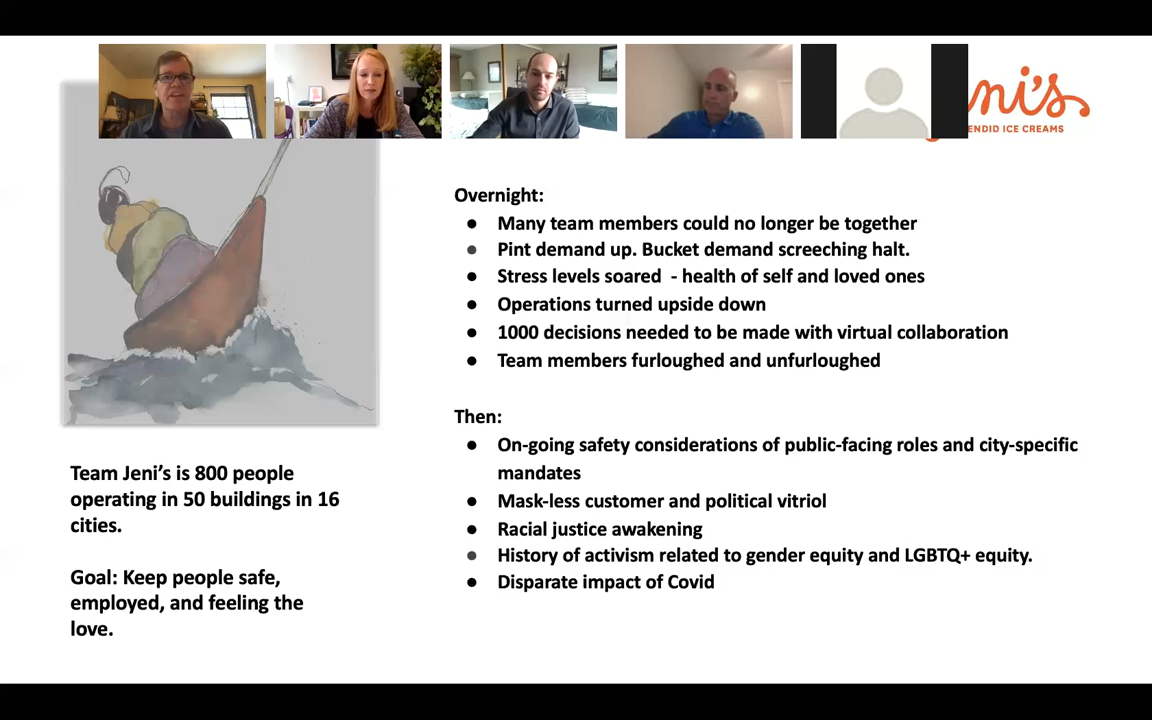 ni's
ENDID ICE CREAMS
Overnight:
● Many team members could no longer be together
● Pint demand up. Bucket demand screeching halt.
● Stress levels soared - health of self and loved ones
● Operations turned upside down
● 1000 decisions needed to be made with virtual collaboration
● Team members furloughed and unfurloughed
Then:
● On-going safety considerations of public-facing roles and city-specific
mandates
● Mask-less customer and political vitriol
● Racial justice awakening
● History of activism related to gender equity and LGBTQ+ equity.
● Disparate impact of Covid
Team Jeni's is 800 people
operating in 50 buildings in 16
cities.
Goal: Keep people safe,
employed, and feeling the
love.